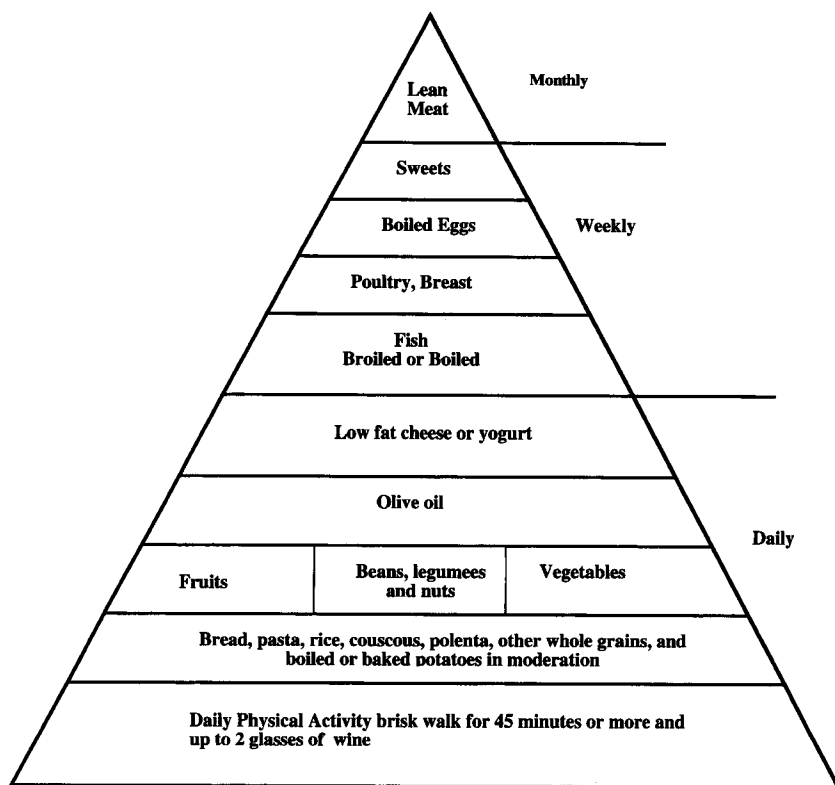 Lean
Meat
Monthly
Sweets
Boiled Eggs
Weekly
Poultry, Breast
Fish
Broiled or Boiled
Low fat cheese or yogurt
Olive oil
Daily
Fruits
Beans, legumees
and nuts
Vegetables
Bread, pasta, rice, couscous, polenta, other whole grains, and
boiled or baked potatoes in moderation
Daily Physical Activity brisk walk for 45 minutes or more and
up to 2 glasses of wine